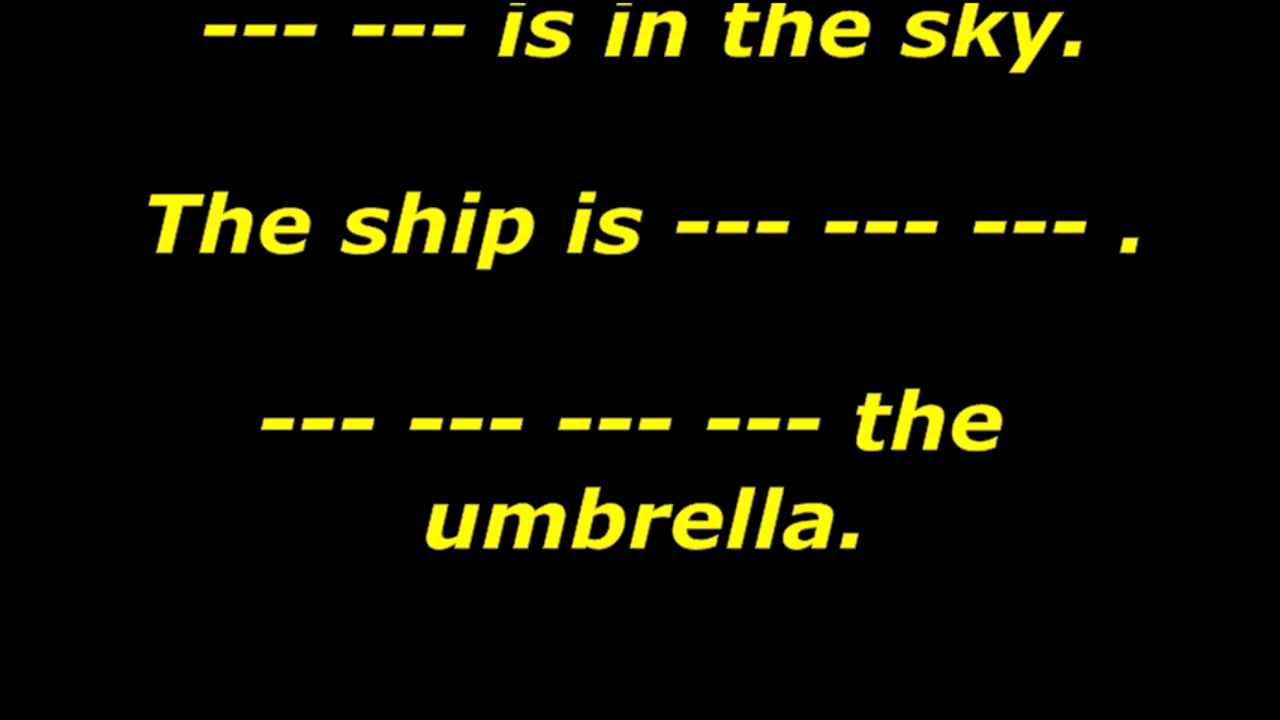 --- --- is in the sky.
The ship is --- --- --- .
--- --- --- --- the
umbrella.